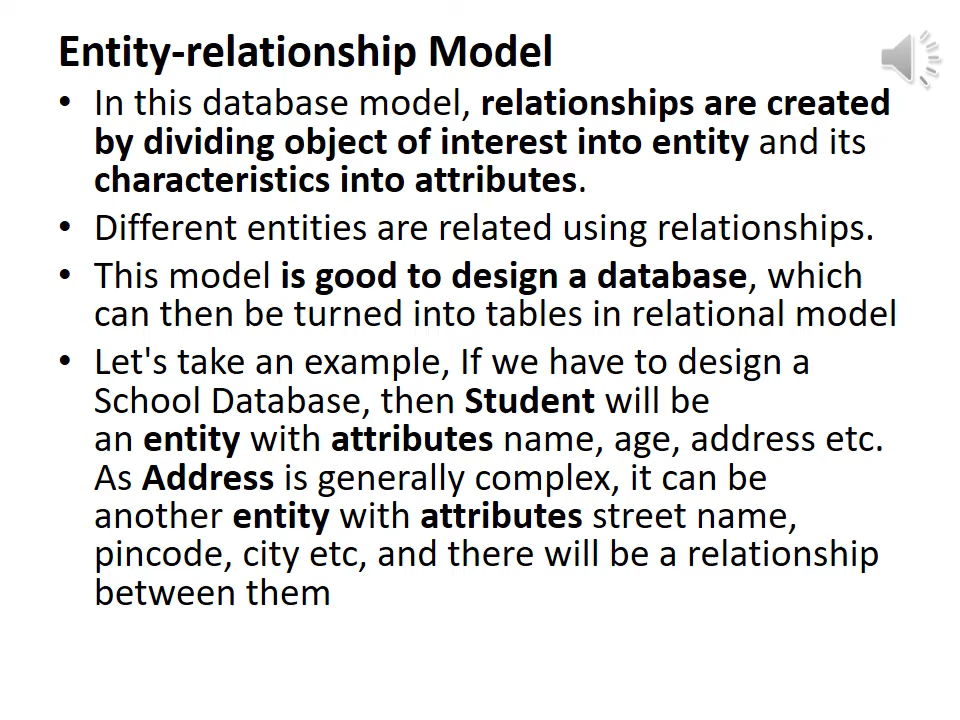 Entity-relationship Model
• In this database model, relationships are created
by dividing object of interest into entity and its
characteristics into attributes.
• Different entities are related using relationships.
• This model is good to design a database, which
can then be turned into tables in relational model
• Let's take an example, If we have to design a
School Database, then Student will be
an entity with attributes name, age, address etc.
As Address is generally complex, it can be
another entity with attributes street name,
pincode, city etc, and there will be a relationship
between them